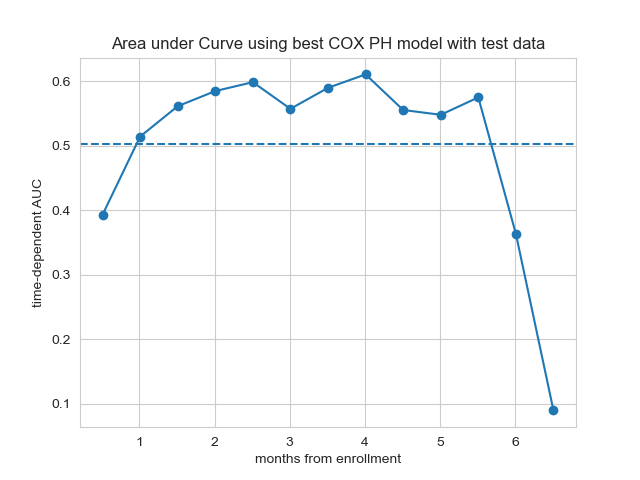 Area under Curve using best COX PH model with test data
time-dependent AUC
0.6
0.5
0.4
0.3
0.2
0.1
1 2 3 4 5 6
months from enrollment